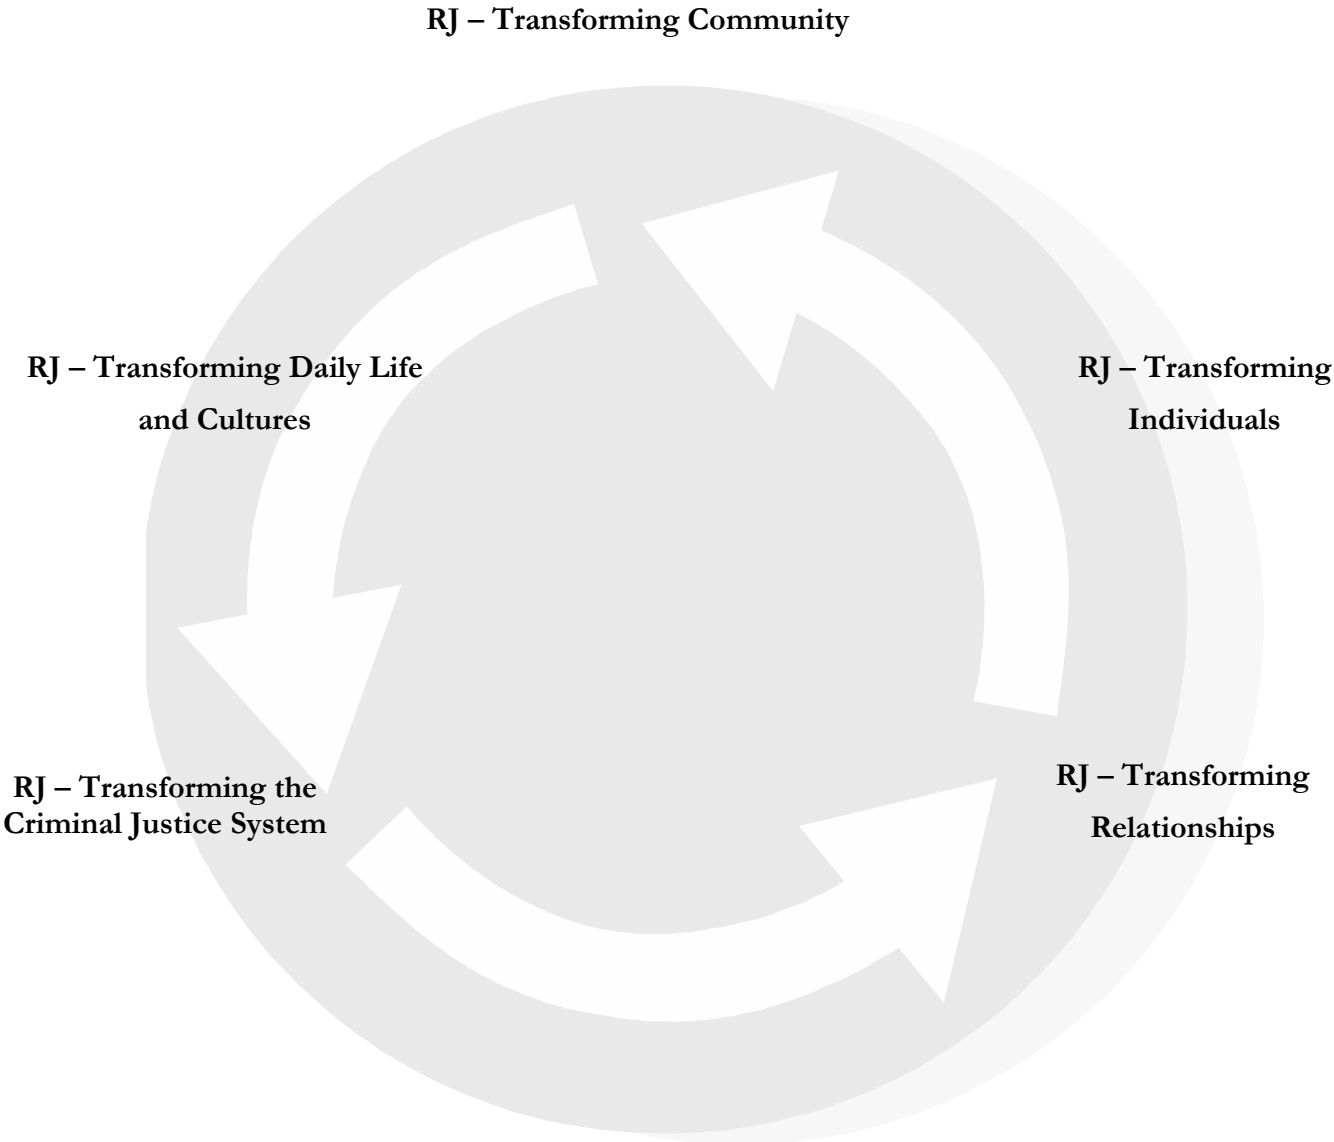 RJ – Transforming Community
RJ – Transforming Daily Life
and Cultures
RJ – Transforming
Individuals
RJ – Transforming the
Criminal Justice System
RJ – Transforming
Relationships